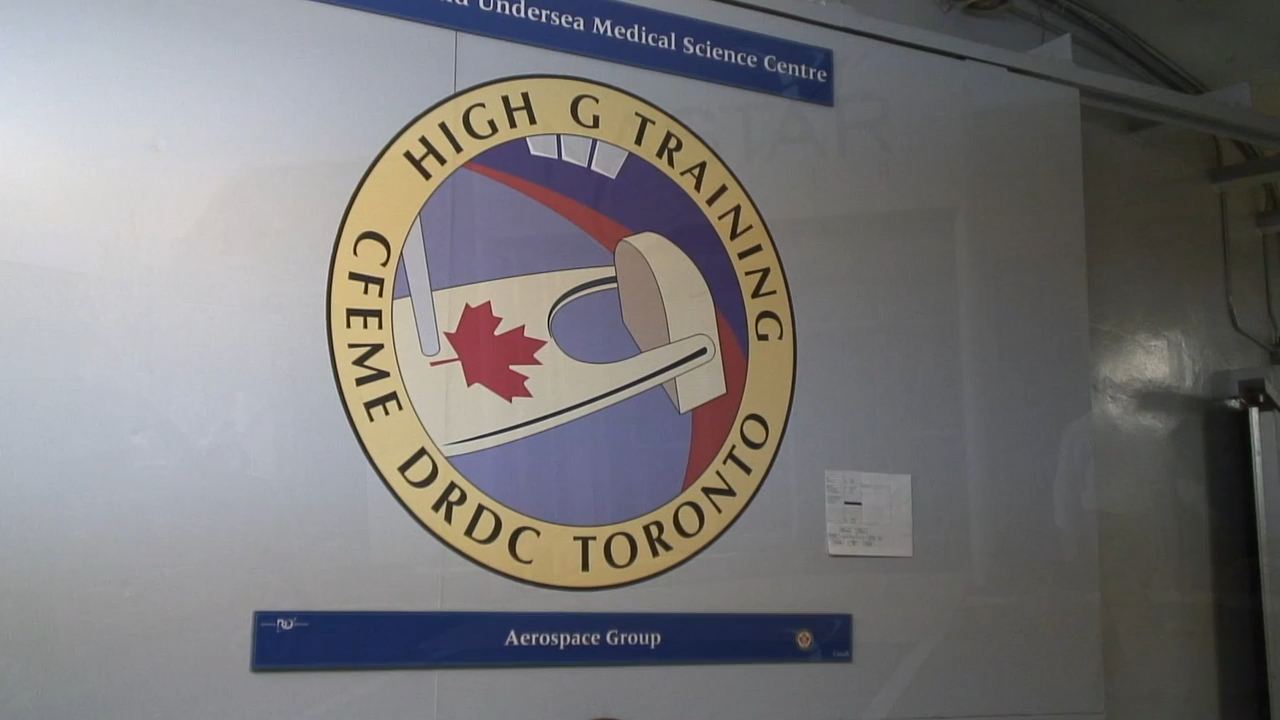 Undersea Medical Science Centre
HIGH G TRAINING
CFEME DRDC TORONTO
Aerospace Group